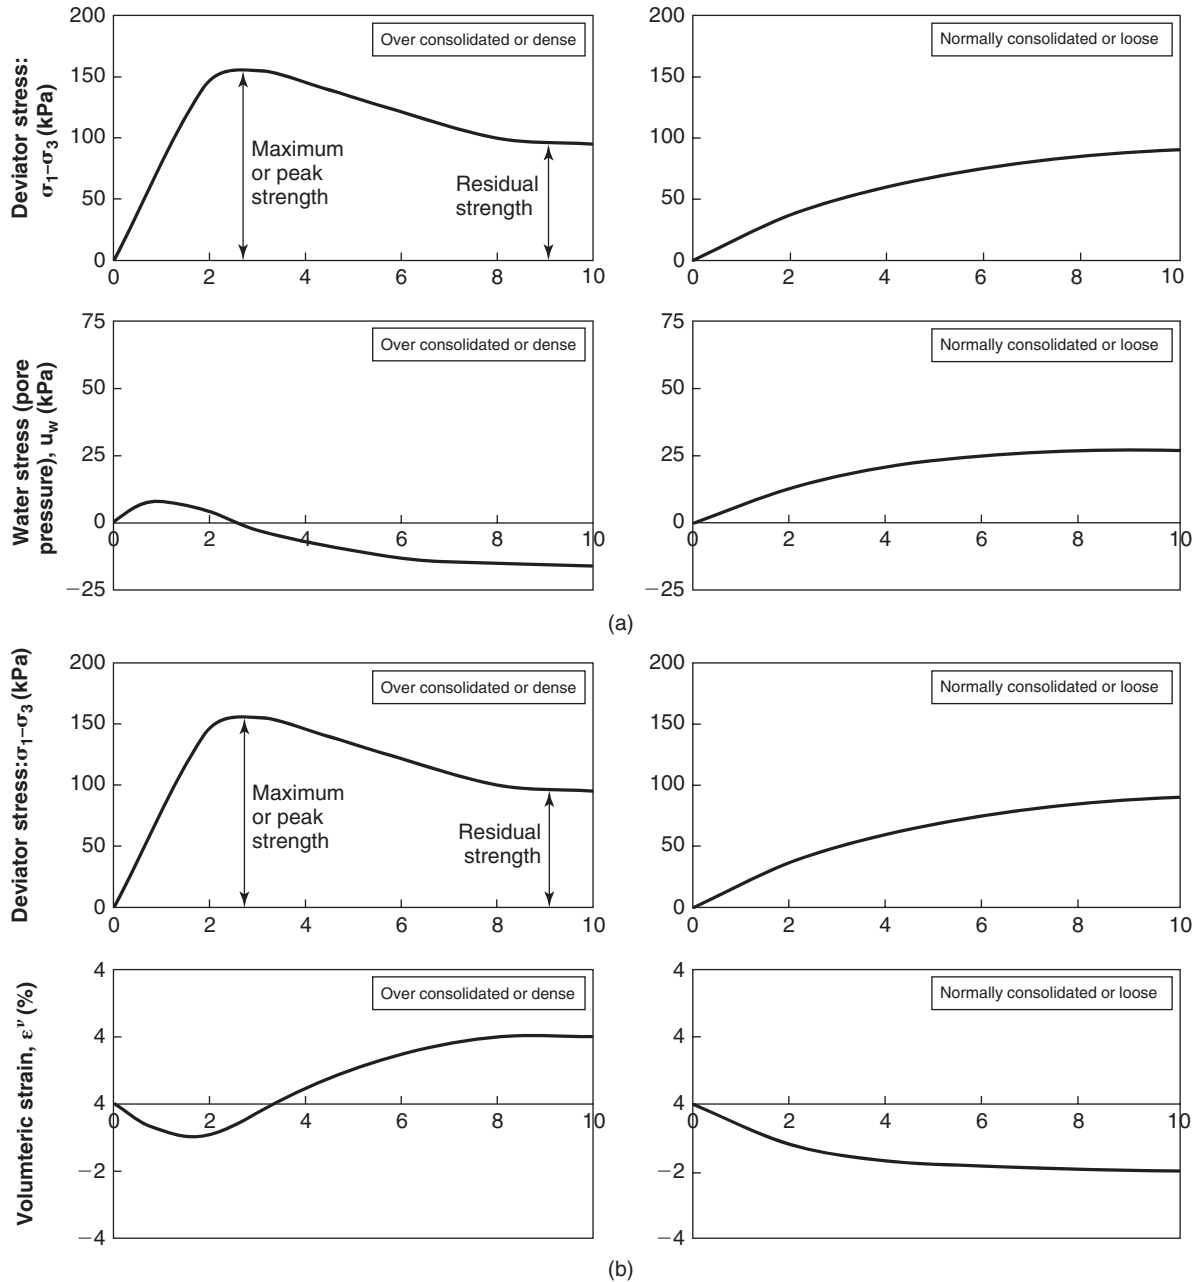 Deviator stress:
σ1–σ3 (kPa)
200
150
100
50
0
0 2 4 6 8 10
Over consolidated or dense
Maximum
or peak
strength
Residual
strength
200
150
100
50
0
0 2 4 6 8 10
Normally consolidated or loose
Water stress (pore
pressure), uw (kPa)
75
50
25
0
−25
0 2 4 6 8 10
Over consolidated or dense
75
50
25
0
−25
0 2 4 6 8 10
Normally consolidated or loose
(a)
Deviator stress:σ1–σ3 (kPa)
200
150
100
50
0
0 2 4 6 8 10
Over consolidated or dense
Maximum
or peak
strength
Residual
strength
200
150
100
50
0
0 2 4 6 8 10
Normally consolidated or loose
Volumteric strain, εν (%)
4
4
4
−2
−4
0 2 4 6 8 10
Over consolidated or dense
4
4
4
−2
−4
0 2 4 6 8 10
Normally consolidated or loose
(b)